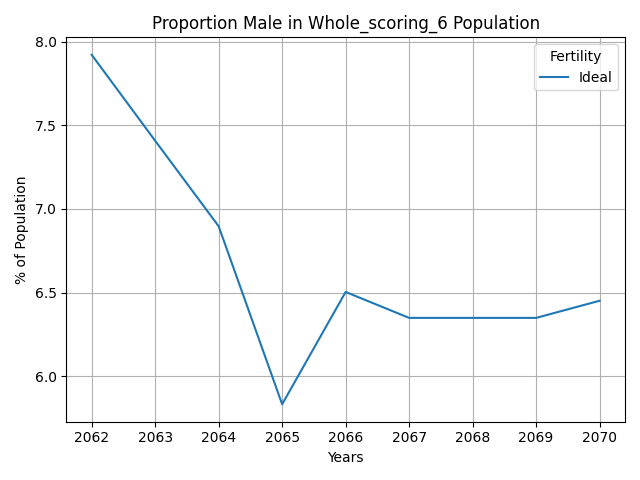 Proportion Male in Whole_scoring_6 Population
8.0
7.5
7.0
6.5
6.0
% of Population
Fertility
Ideal
2062 2063 2064 2065 2066 2067 2068 2069 2070
Years